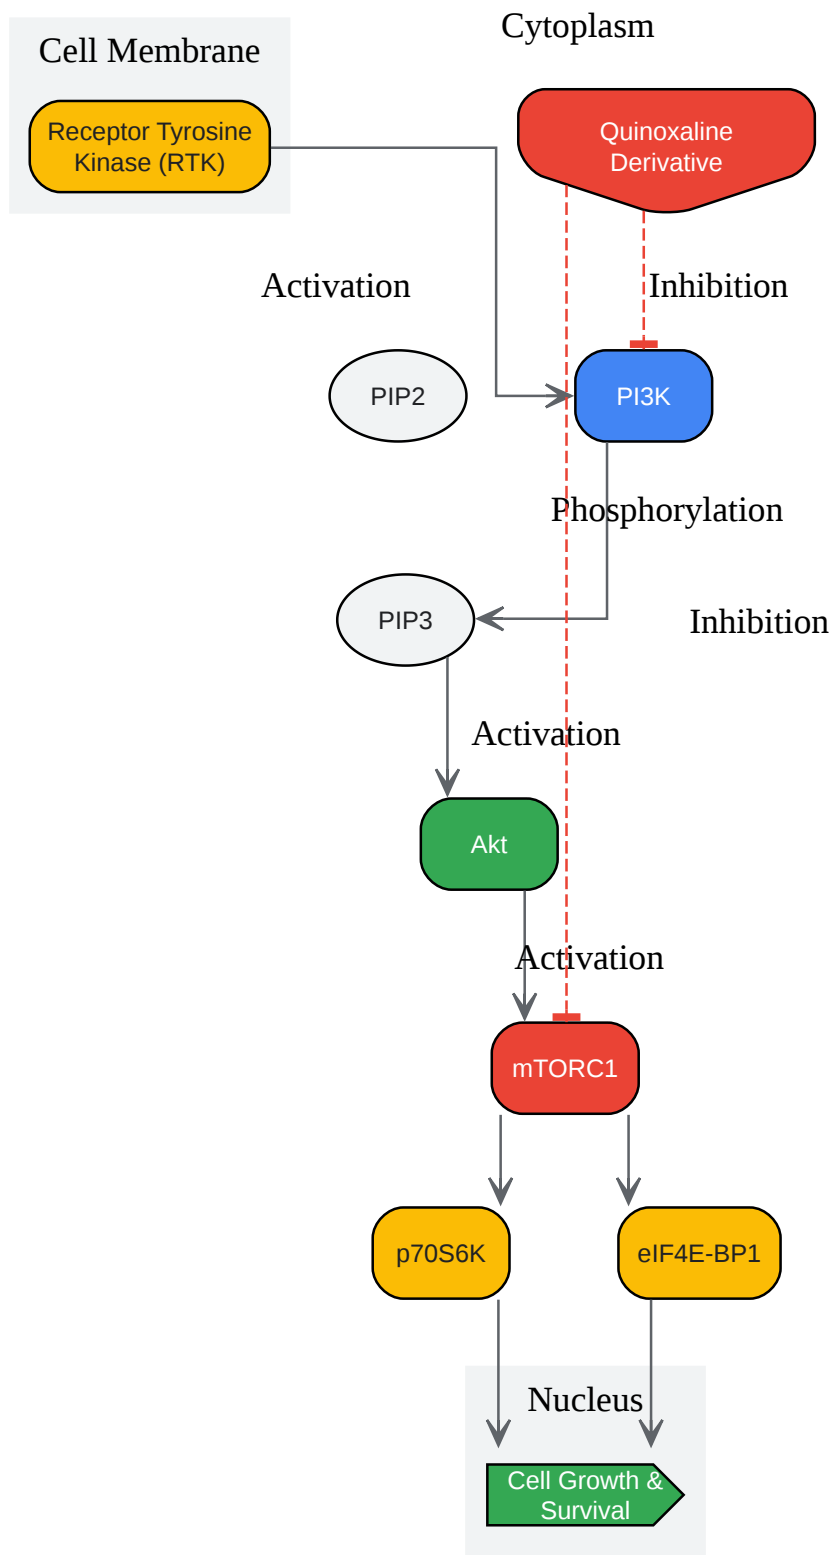 Cytoplasm
Cell Membrane
Receptor Tyrosine
Kinase (RTK)
Quinoxaline
Derivative
Activation
Inhibition
PIP2
PI3K
Phosphorylation
PIP3
Inhibition
Activation
Akt
Activation
mTORC1
p70S6K
eIF4E-BP1
Nucleus
Cell Growth &
Survival